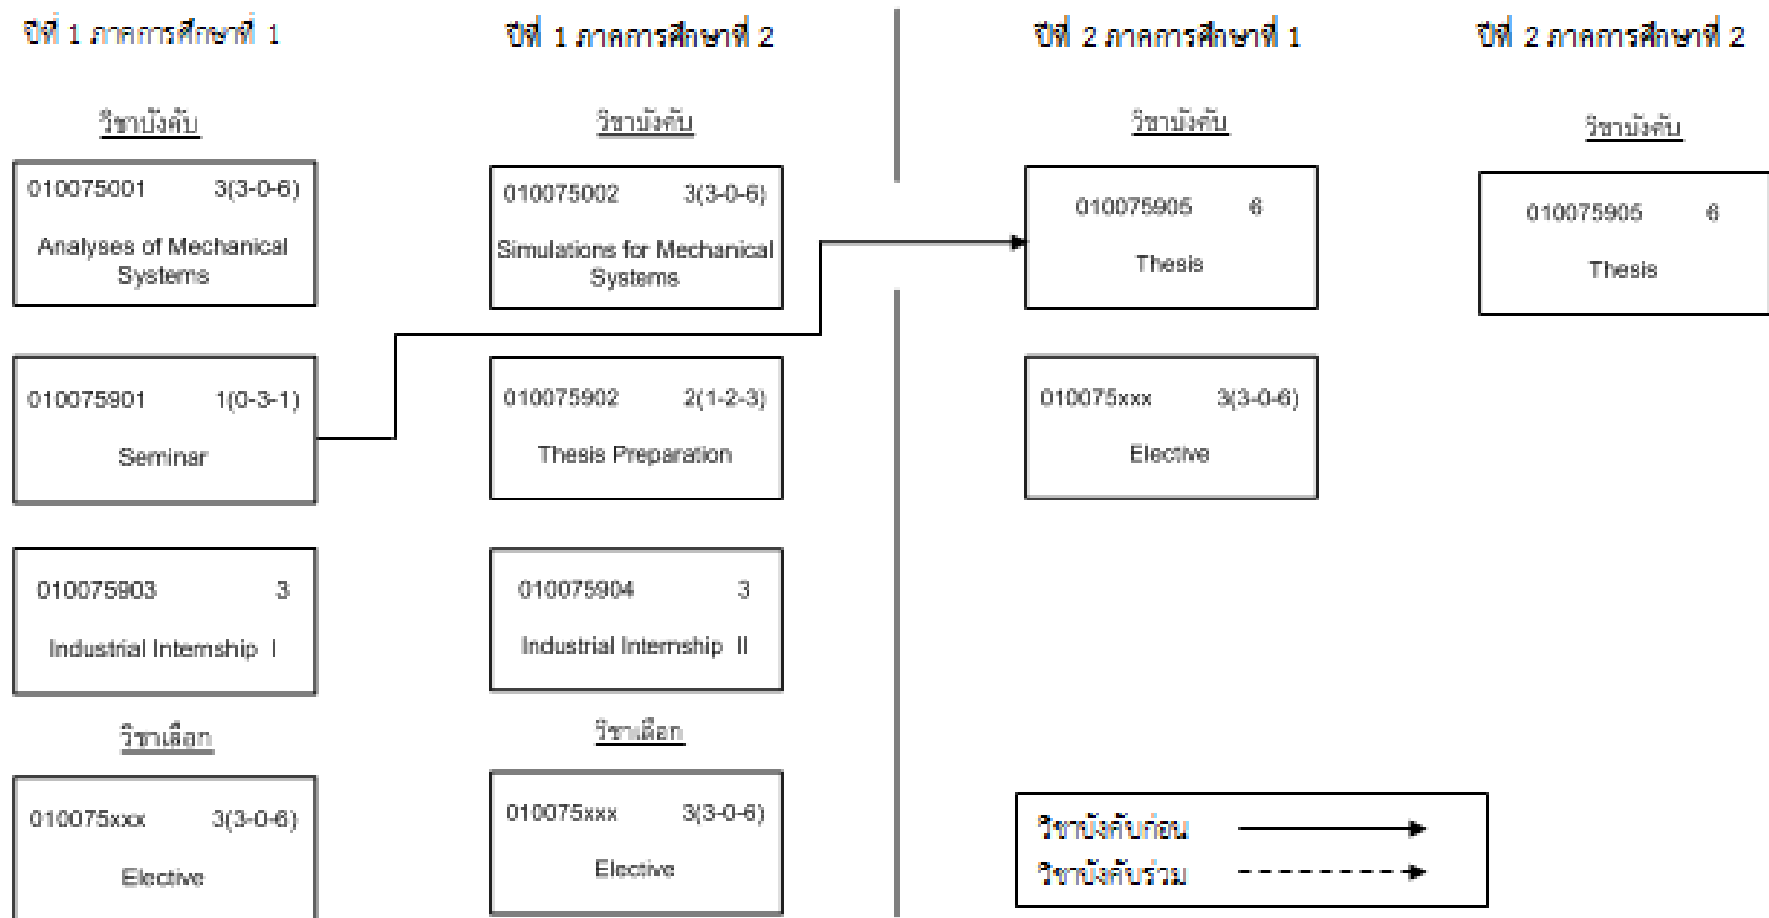 ปีที่ 1 ภาคการศึกษาที่ 1
วิชาบังคับ
010075001 3(3-0-6)
Analyses of Mechanical
Systems
010075901 1(0-3-1)
Seminar
010075903 3
Industrial Internship I
วิชาเลือก
010075xxx 3(3-0-6)
Elective
ปีที่ 1 ภาคการศึกษาที่ 2
วิชาบังคับ
010075002 3(3-0-6)
Simulations for Mechanical
Systems
010075902 2(1-2-3)
Thesis Preparation
010075904 3
Industrial Internship II
วิชาเลือก
010075xxx 3(3-0-6)
Elective
ปีที่ 2 ภาคการศึกษาที่ 1
วิชาบังคับ
010075905 6
Thesis
010075xxx 3(3-0-6)
Elective
ปีที่ 2 ภาคการศึกษาที่ 2
วิชาบังคับ
010075905 6
Thesis
วิชาบังคับก่อน
วิชาบังคับร่วม